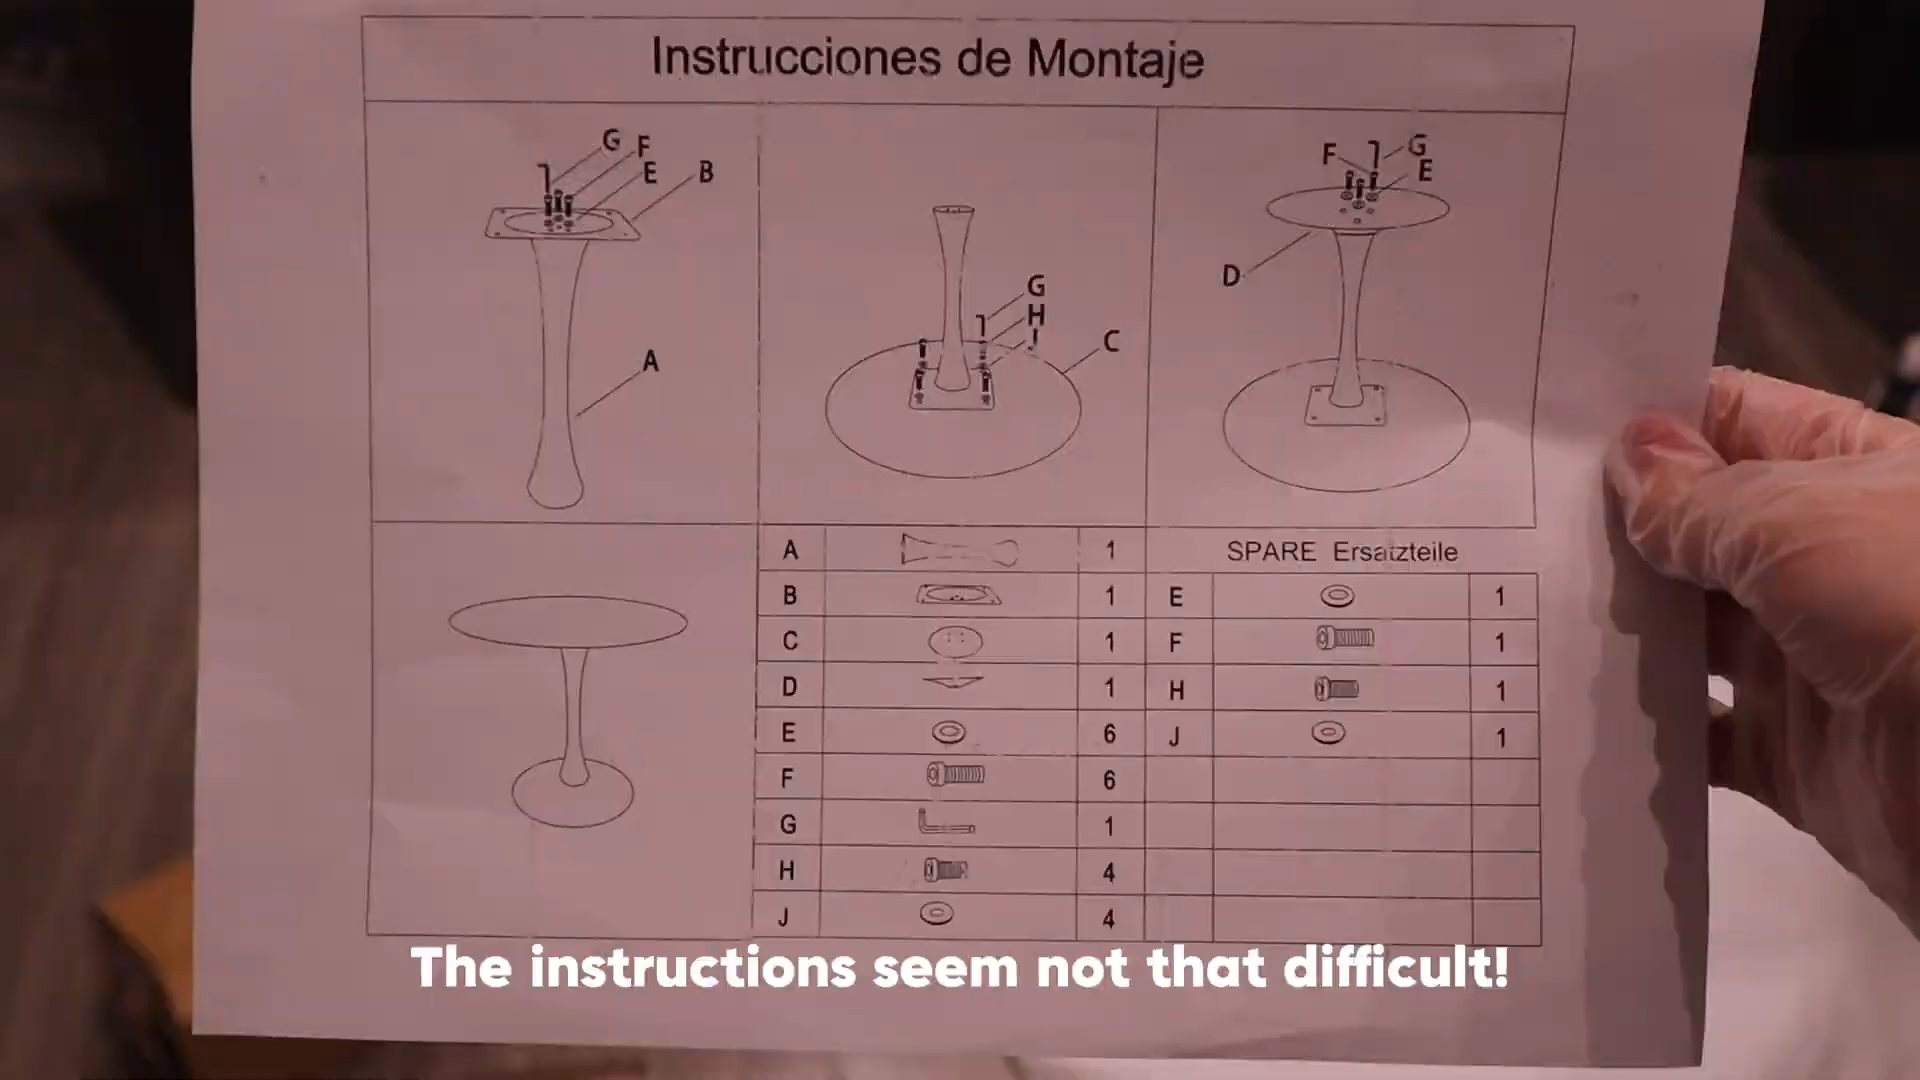 Instrucciones de Montaje
G
F
E
B
A
G
H
J
C
F
G
E
D
A 1
B 1
C 1
D 1
E 6
F 6
G 1
H 4
J 4
SPARE Ersatzteile
E 1
F 1
H 1
J 1
The instructions seem not that difficult!